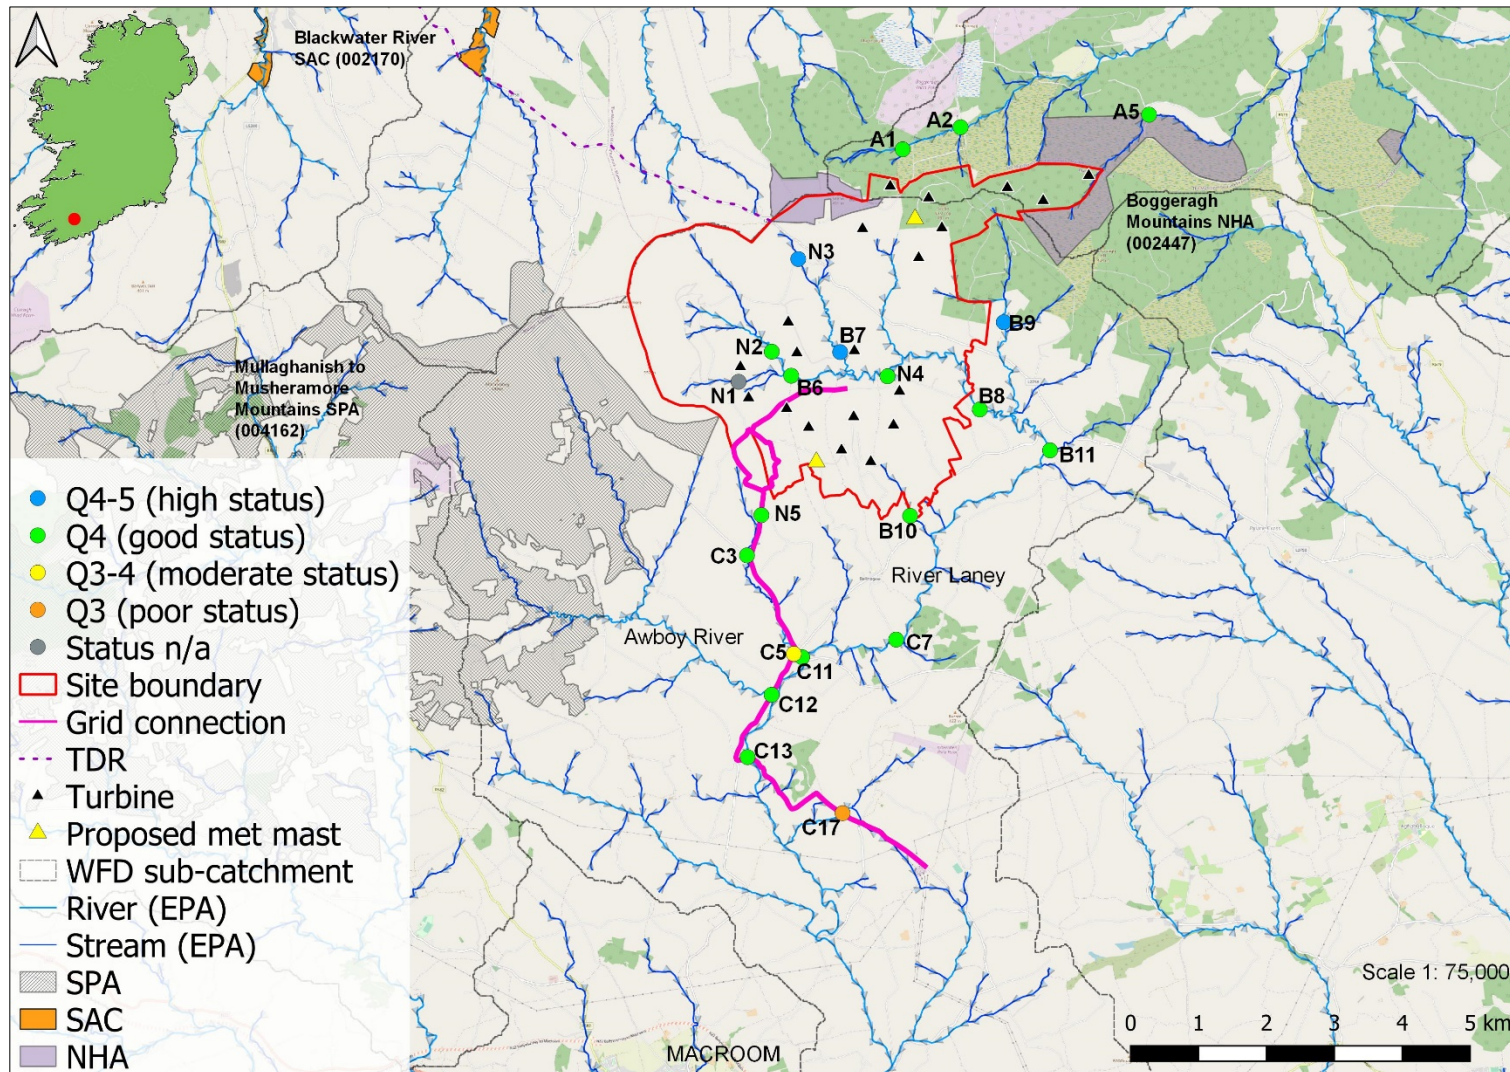 Blackwater River
SAC (002170)
A1
A2
A5
Boggeragh
Mountains NHA
(002447)
N3
B9
N2
B7
N1
B6
N4
B8
B11
Mullaghanish to
Musheramore
Mountains SPA
(004162)
N5
B10
C3
River Laney
Awboy River
C5
C11
C7
C12
C13
C17
MACROOM
Q4-5 (high status)
Q4 (good status)
Q3-4 (moderate status)
Q3 (poor status)
Status n/a
Site boundary
Grid connection
TDR
Turbine
Proposed met mast
WFD sub-catchment
River (EPA)
Stream (EPA)
SPA
SAC
NHA
Scale 1: 75,000
0 1 2 3 4 5 km